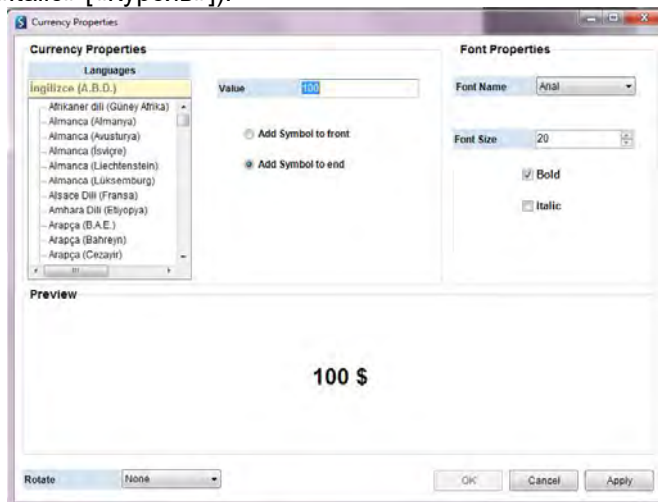 Currency Properties
Currency Properties
Languages
İngilizce (A.B.D.)
Afrikaner dili (Güney Afrika)
Almanca (Almanya)
Almanca (Avusturya)
Almanca (İsviçre)
Almanca (Liechtenstein)
Almanca (Lüksemburg)
Alsace Dili (Fransa)
Amhara Dili (Etiyopya)
Arapça (B.A.E.)
Arapça (Bahreyn)
Arapça (Cezayir)
Value 100
Add Symbol to front
Add Symbol to end
Font Properties
Font Name Arial
Font Size 20
Bold
Italic
Preview
100 $
Rotate None
OK Cancel Apply